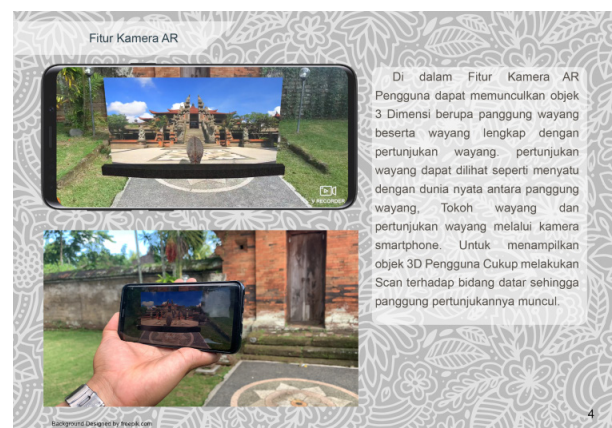 Fitur Kamera AR
Di dalam Fitur Kamera AR
Pengguna dapat memunculkan objek
3 Dimensi berupa panggung wayang
beserta wayang lengkap dengan
pertunjukan wayang. pertunjukan
wayang dapat dilihat seperti menyatu
dengan dunia nyata antara panggung
wayang, Tokoh wayang dan
pertunjukan wayang melalui kamera
smartphone. Untuk menampilkan
objek 3D Pengguna Cukup melakukan
Scan terhadap bidang datar sehingga
panggung pertunjukannya muncul.
RECORDER
Background Designed by freepik.com
4